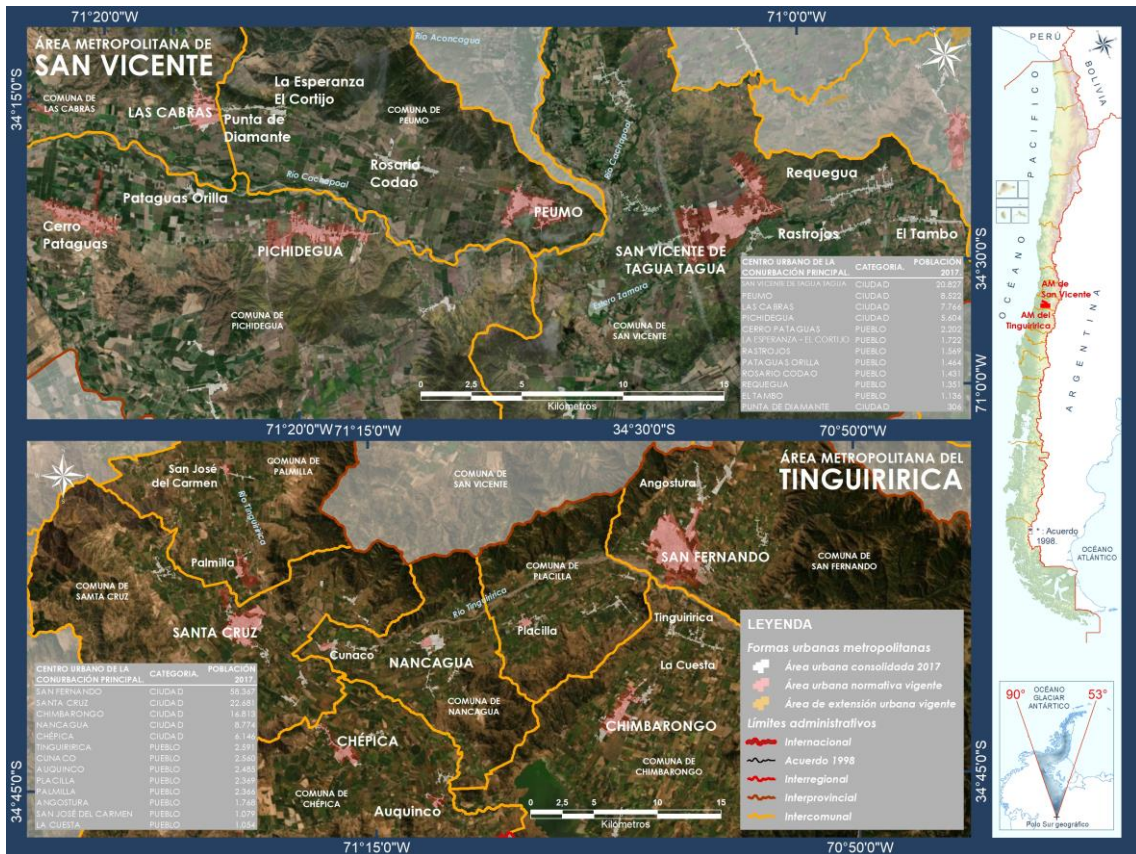 71°20'0"W
71°0'0"W
ÁREA METROPOLITANA DE
SAN VICENTE
34°15'0"S
COMUNA DE
LAS CABRAS
LAS CABRAS
La Esperanza
El Cortijo
Punta de
Diamante
COMUNA DE
PEUMO
Río Aconcagua
Rosario
Codao
Río Cachapoal
Río Cachapoal
Pataguas Orilla
Cerro
Pataguas
PICHIDEGUA
PEUMO
Requegua
SAN VICENTE DE
TAGUA TAGUA
Rastrojos
El Tambo
Estero Zamora
COMUNA DE
PICHIDEGUA
COMUNA DE
SAN VICENTE
34°30'0"S
71°0'0"W
CENTRO URBANO DE LA CONURBACIÓN PRINCIPAL. CATEGORIA. POBLACIÓN 2017.
SAN VICENTE DE TAGUA TAGUA CIUDAD 20.827
PEUMO CIUDAD 8.522
LAS CABRAS CIUDAD 7.766
PICHIDEGUA CIUDAD 5.604
CERRO PATAGUAS PUEBLO 2.202
LA ESPERANZA - EL CORTIJO PUEBLO 1.722
RASTROJOS PUEBLO 1.569
PATAGUAS ORILLA PUEBLO 1.464
ROSARIO CODAO PUEBLO 1.431
REQUEGUA PUEBLO 1.351
EL TAMBO PUEBLO 1.136
PUNTA DE DIAMANTE CIUDAD 306
0 2,5 5 10 15
Kilómetros
71°20'0"W
71°15'0"W
34°30'0"S
70°50'0"W
ÁREA METROPOLITANA DEL
TINGUIRIRICA
San José
del Carmen
COMUNA DE
PALMILLA
COMUNA DE
SAN VICENTE
Angostura
Río Tinguiririca
Palmilla
COMUNA DE
SAMTA CRUZ
SANTA CRUZ
SAN FERNANDO
COMUNA DE
SAN FERNANDO
COMUNA DE
PLACILLA
Río Tinguiririca
Placilla
Tinguiririca
La Cuesta
Cunaco
NANCAGUA
COMUNA DE
NANCAGUA
CHIMBARONGO
COMUNA DE
CHIMBARONGO
CHÉPICA
COMUNA DE
CHÉPICA
Auquinco
CENTRO URBANO DE LA CONURBACIÓN PRINCIPAL. CATEGORIA. POBLACIÓN 2017.
SAN FERNANDO CIUDAD 58.367
SANTA CRUZ CIUDAD 22.681
CHIMBARONGO CIUDAD 16.813
NANCAGUA CIUDAD 8.774
CHÉPICA CIUDAD 6.146
TINGUIRIRICA PUEBLO 2.591
CUNACO PUEBLO 2.560
AUQUINCO PUEBLO 2.455
PLACILLA PUEBLO 2.369
PALMILLA PUEBLO 2.366
ANGOSTURA PUEBLO 1.768
SAN JOSÉ DEL CARMEN PUEBLO 1.079
LA CUESTA PUEBLO 1.054
0 2,5 5 10 15
Kilómetros
LEYENDA
Formas urbanas metropolitanas
Área urbana consolidada 2017
Área urbana normativa vigente
Área de extensión urbana vigente
Límites administrativos
Internacional
Acuerdo 1998
Interregional
Interprovincial
Intercomunal
34°45'0"S
34°45'0"S
71°15'0"W
70°50'0"W
PERÚ
BOLIVIA
OCÉANO PACIFICO
AM de
San Vicente
AM del
Tinguiririca
ARGENTINA
* : Acuerdo
1998.
OCÉANO
ATLÁNTICO
90°
OCÉANO
GLACIAR
ANTÁRTICO
53°
Polo Sur geográfico